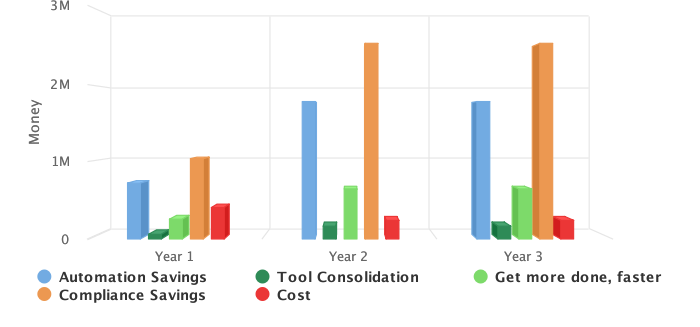 3M
2M
1M
0
Money
Year 1
Year 2
Year 3
Automation Savings
Tool Consolidation
Get more done, faster
Compliance Savings
Cost